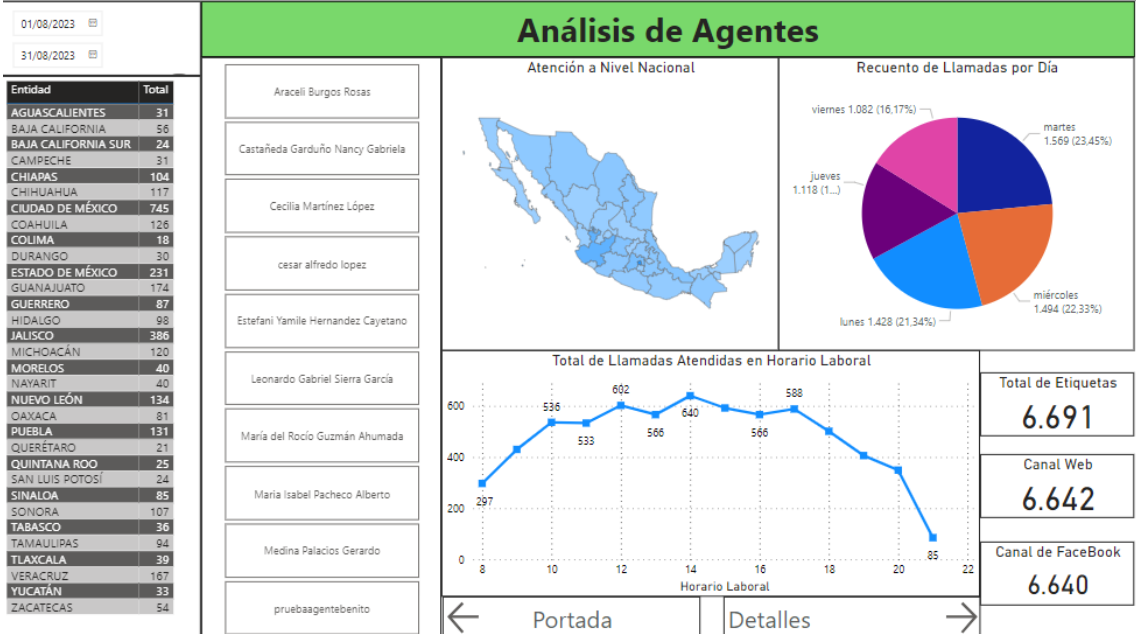 01/08/2023
31/08/2023
Análisis de Agentes
Entidad Total
AGUASCALIENTES 31
BAJA CALIFORNIA 56
BAJA CALIFORNIA SUR 24
CAMPECHE 31
CHIAPAS 104
CHIHUAHUA 117
CIUDAD DE MÉXICO 745
COAHUILA 126
COLIMA 18
DURANGO 30
ESTADO DE MÉXICO 231
GUANAJUATO 174
GUERRERO 87
HIDALGO 98
JALISCO 386
MICHOACÁN 120
MORELOS 40
NAYARIT 40
NUEVO LEÓN 134
OAXACA 81
PUEBLA 131
QUERÉTARO 21
QUINTANA ROO 25
SAN LUIS POTOSÍ 24
SINALOA 85
SONORA 107
TABASCO 36
TAMAULIPAS 94
TLAXCALA 39
VERACRUZ 167
YUCATÁN 33
ZACATECAS 54
Araceli Burgos Rosas
Castañeda Garduño Nancy Gabriela
Cecilia Martínez López
cesar alfredo lopez
Estefani Yamile Hernandez Cayetano
Leonardo Gabriel Sierra García
María del Rocío Guzmán Ahumada
Maria Isabel Pacheco Alberto
Medina Palacios Gerardo
pruebaagentebenito
Atención a Nivel Nacional
Recuento de Llamadas por Día
viernes 1.082 (16,17%)
martes
1.569 (23,45%)
jueves
1.118 (1...)
miércoles
1.494 (22,33%)
lunes 1.428 (21,34%)
Total de Llamadas Atendidas en Horario Laboral
600
400
200
0
297
536
533
602
566
640
566
588
85
8 10 12 14 16 18 20 22
Horario Laboral
Total de Etiquetas
6.691
Canal Web
6.642
Canal de FaceBook
6.640
Portada
Detalles